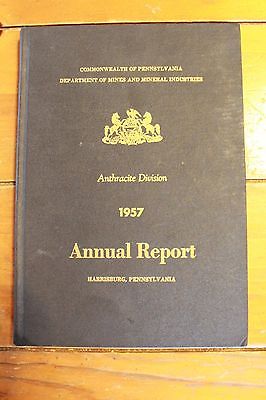 COMMONWEALTH OF PENNSYLVANIA
DEPARTMENT OF MINES AND MINERAL INDUSTRIES
Anthracite Division
1957
Annual Report
HARRISBURG, PENNSYLVANIA